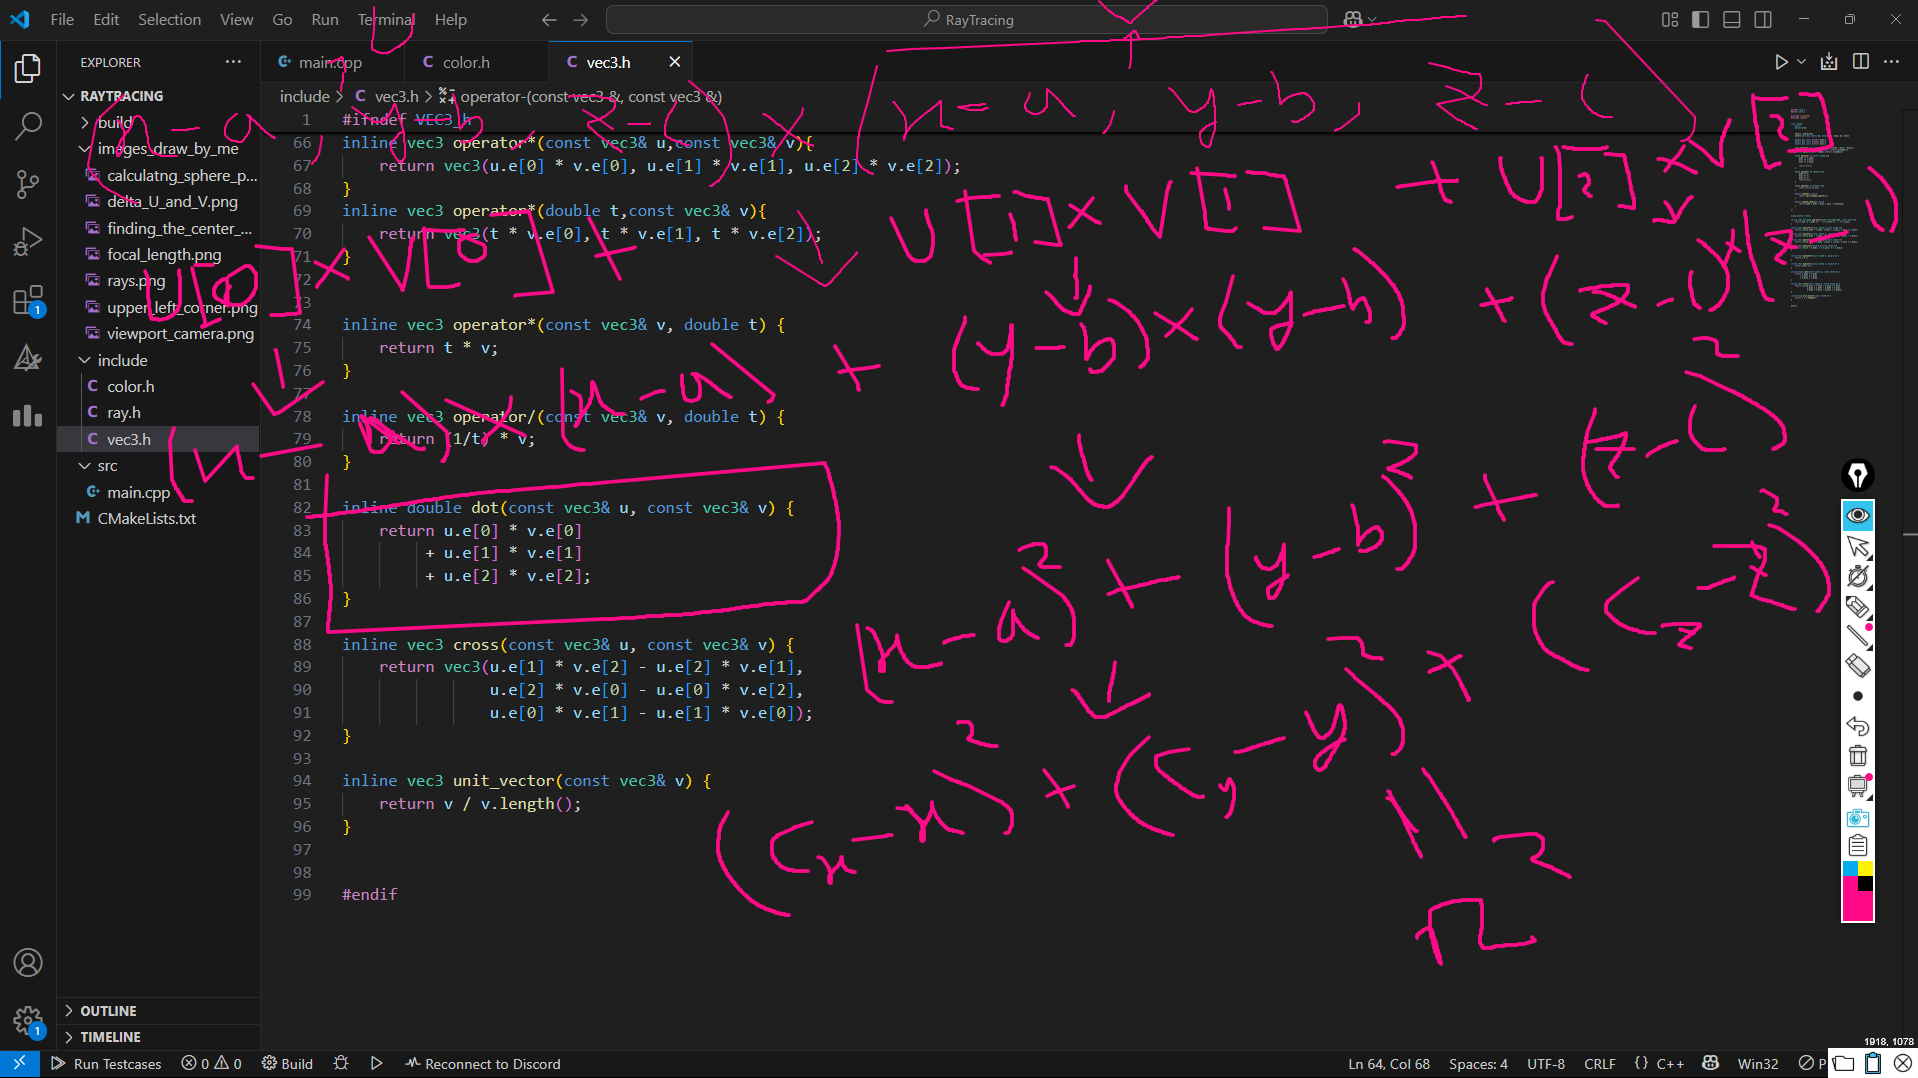 File Edit Selection View Go Run Terminal Help
RayTracing
EXPLORER
main.cpp
color.h
vec3.h
RAYTRACING
build
images_draw_by_me
calculatng_sphere_p...
delta_U_and_V.png
finding_the_center_...
focal_length.png
rays.png
upper_left_corner.png
viewport_camera.png
include
color.h
ray.h
vec3.h
src
main.cpp
CMakeLists.txt
OUTLINE
TIMELINE
include > vec3.h > operator-(const vec3 &, const vec3 &)
1 #ifndef VEC3_h
66 inline vec3 operator*(const vec3& u,const vec3& v){
67 return vec3(u.e[0] * v.e[0], u.e[1] * v.e[1], u.e[2] * v.e[2]);
68 }
69 inline vec3 operator*(double t,const vec3& v){
70 return vec3(t * v.e[0], t * v.e[1], t * v.e[2]);
71 }
72
73
74 inline vec3 operator*(const vec3& v, double t) {
75 return t * v;
76 }
77
78 inline vec3 operator/(const vec3& v, double t) {
79 return (1/t) * v;
80 }
81
82 inline double dot(const vec3& u, const vec3& v) {
83 return u.e[0] * v.e[0]
84 + u.e[1] * v.e[1]
85 + u.e[2] * v.e[2];
86 }
87
88 inline vec3 cross(const vec3& u, const vec3& v) {
89 return vec3(u.e[1] * v.e[2] - u.e[2] * v.e[1],
90 u.e[2] * v.e[0] - u.e[0] * v.e[2],
91 u.e[0] * v.e[1] - u.e[1] * v.e[0]);
92 }
93
94 inline vec3 unit_vector(const vec3& v) {
95 return v / v.length();
96 }
97
98
99 #endif
U[0] × V[0] + U[1] × V[1] + U[2] × V[2]
(x-a) × (x-a) + (y-b) × (y-b) + (z-c) × (z-c)
(x-a)² + (y-b)² + (z-c)²
(Cx-x)² + (Cy-y)² + (Cz-z)²
r2
1918, 1078
Run Testcases
0 0
Build
Reconnect to Discord
Ln 64, Col 68
Spaces: 4
UTF-8
CRLF
{} C++
Win32